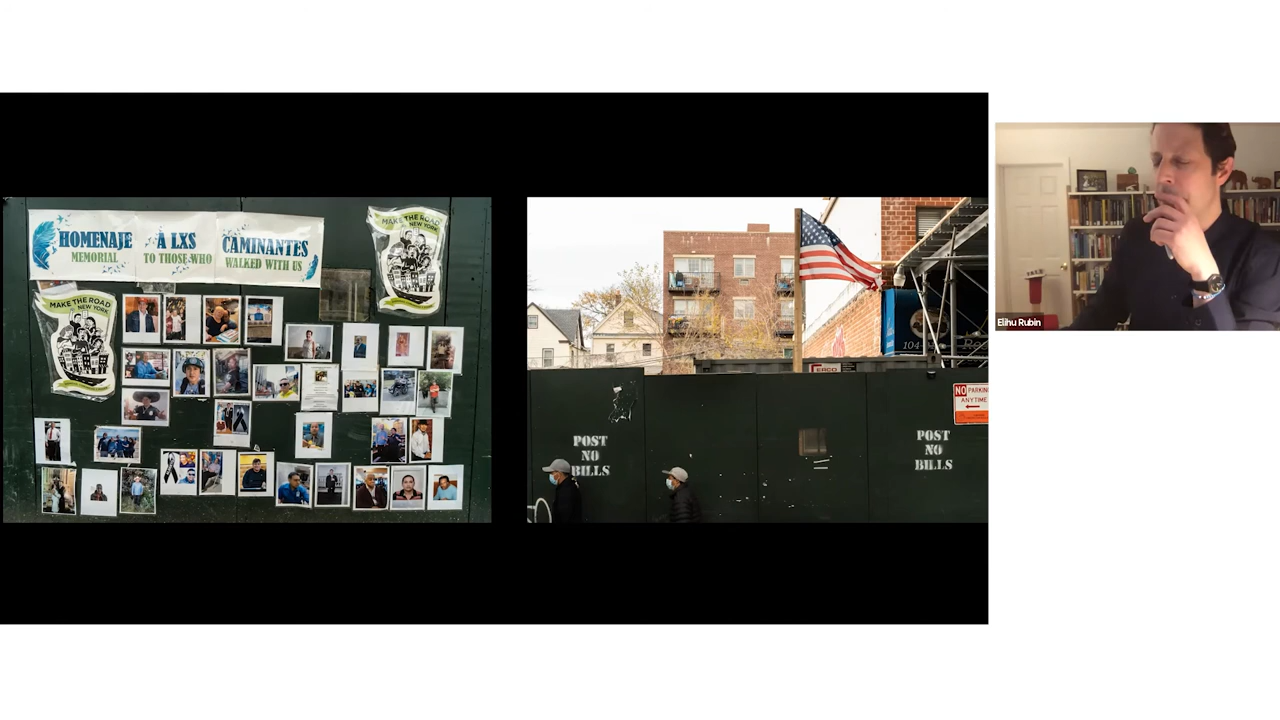 HOMENAJE
MEMORIAL
A LXS
TO THOSE WHO
CAMINANTES
WALKED WITH US
MAKE THE ROAD
NEW YORK
MAKE THE ROAD
NEW YORK
POST
NO
BILLS
104-
POST
NO
BILLS
NO PARKING
ANYTIME
Elihu Rubin